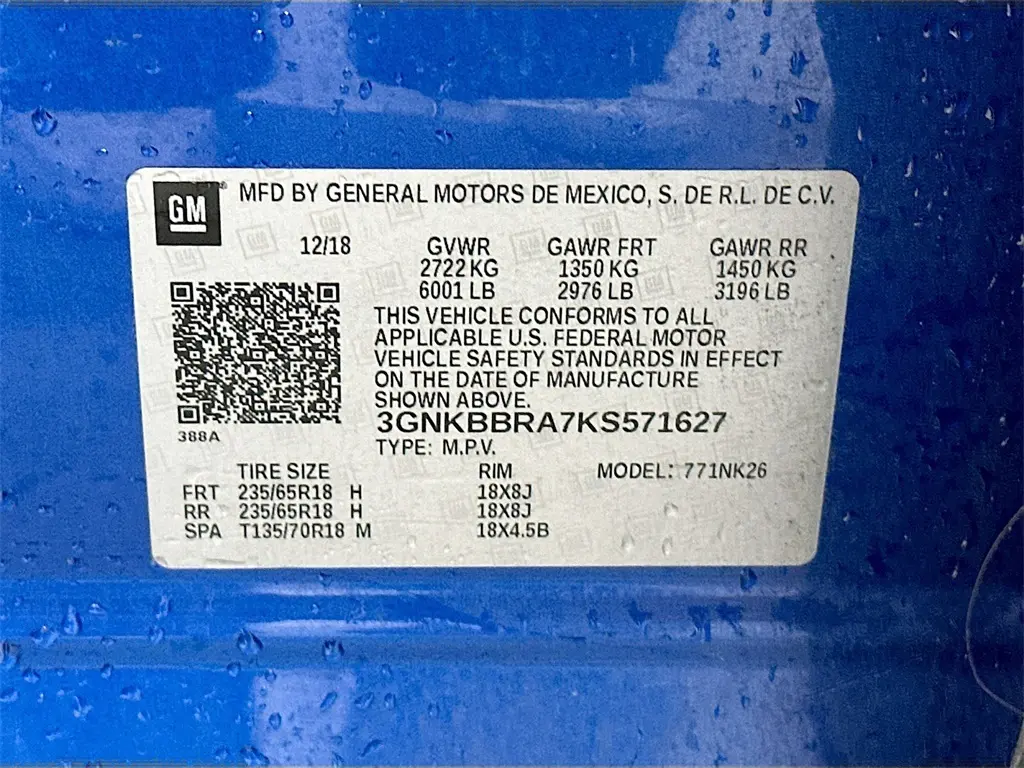 GM MFD BY GENERAL MOTORS DE MEXICO, S. DE R.L. DE C.V.
12/18 GVWR GAWR FRT GAWR RR
2722 KG 1350 KG 1450 KG
6001 LB 2976 LB 3196 LB
THIS VEHICLE CONFORMS TO ALL
APPLICABLE U.S. FEDERAL MOTOR
VEHICLE SAFETY STANDARDS IN EFFECT
ON THE DATE OF MANUFACTURE
SHOWN ABOVE.
3GNKBBRA7KS571627
388A
TYPE: M.P.V.
TIRE SIZE RIM MODEL: 771NK26
FRT 235/65R18 H 18X8J
RR 235/65R18 H 18X8J
SPA T135/70R18 M 18X4.5B